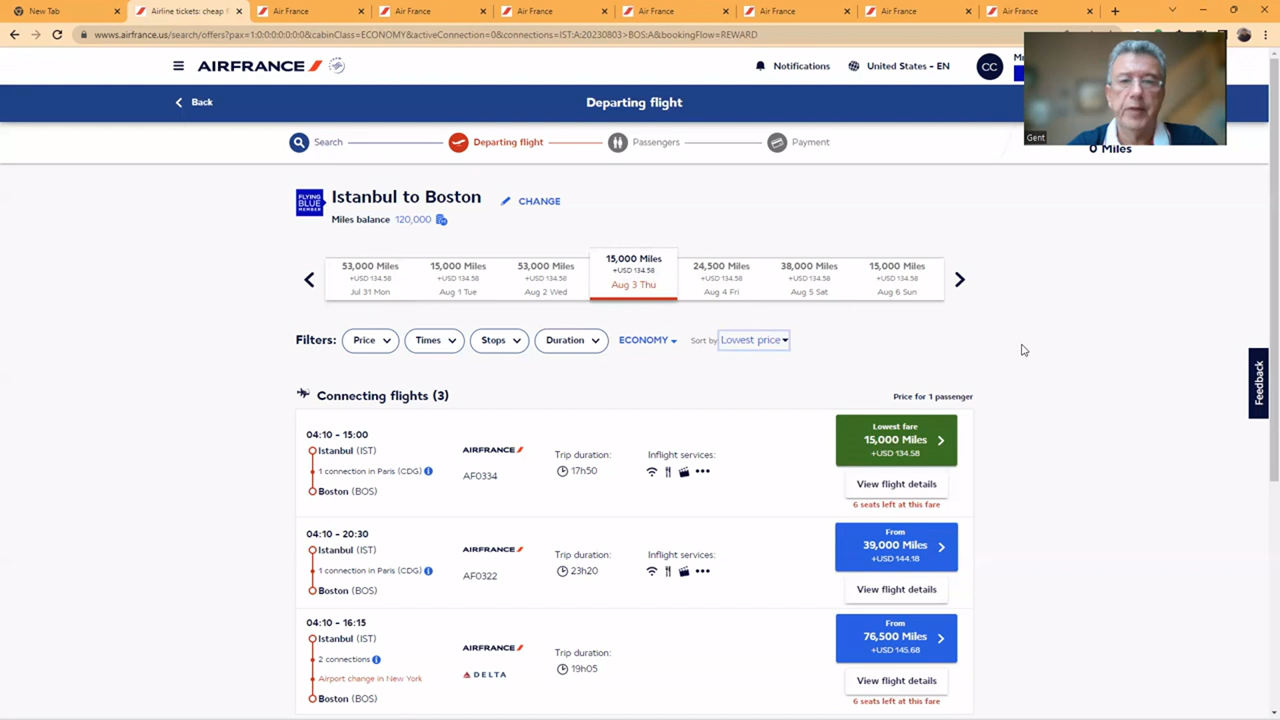 New Tab
Airline tickets: cheap f
Air France
Air France
Air France
Air France
Air France
Air France
Air France
wwws.airfrance.us/search/offers?pax=1:0:0:0:0:0:0:0&cabinClass=ECONOMY&activeConnection=0&connections=IST:A:20230803>BOS:A&bookingFlow=REWARD
AIRFRANCE
Notifications
United States - EN
CC
Back
Departing flight
Gent
Search
Departing flight
Passengers
Payment
0 Miles
FLYING BLUE MEMBER
Istanbul to Boston
CHANGE
Miles balance 120,000
53,000 Miles
+USD 134.58
Jul 31 Mon
15,000 Miles
+USD 134.58
Aug 1 Tue
53,000 Miles
+USD 134.58
Aug 2 Wed
15,000 Miles
+USD 134.58
Aug 3 Thu
24,500 Miles
+USD 134.58
Aug 4 Fri
38,000 Miles
+USD 134.58
Aug 5 Sat
15,000 Miles
+USD 134.58
Aug 6 Sun
Filters:
Price
Times
Stops
Duration
ECONOMY
Sort by
Lowest price
Feedback
Connecting flights (3)
Price for 1 passenger
04:10 - 15:00
Istanbul (IST)
1 connection in Paris (CDG)
Boston (BOS)
AIRFRANCE
AF0334
Trip duration:
17h50
Inflight services:
Lowest fare
15,000 Miles
+USD 134.58
View flight details
6 seats left at this fare
04:10 - 20:30
Istanbul (IST)
1 connection in Paris (CDG)
Boston (BOS)
AIRFRANCE
AF0322
Trip duration:
23h20
Inflight services:
From
39,000 Miles
+USD 144.18
View flight details
04:10 - 16:15
Istanbul (IST)
2 connections
Airport change in New York
Boston (BOS)
AIRFRANCE
DELTA
Trip duration:
19h05
From
76,500 Miles
+USD 145.68
View flight details
6 seats left at this fare